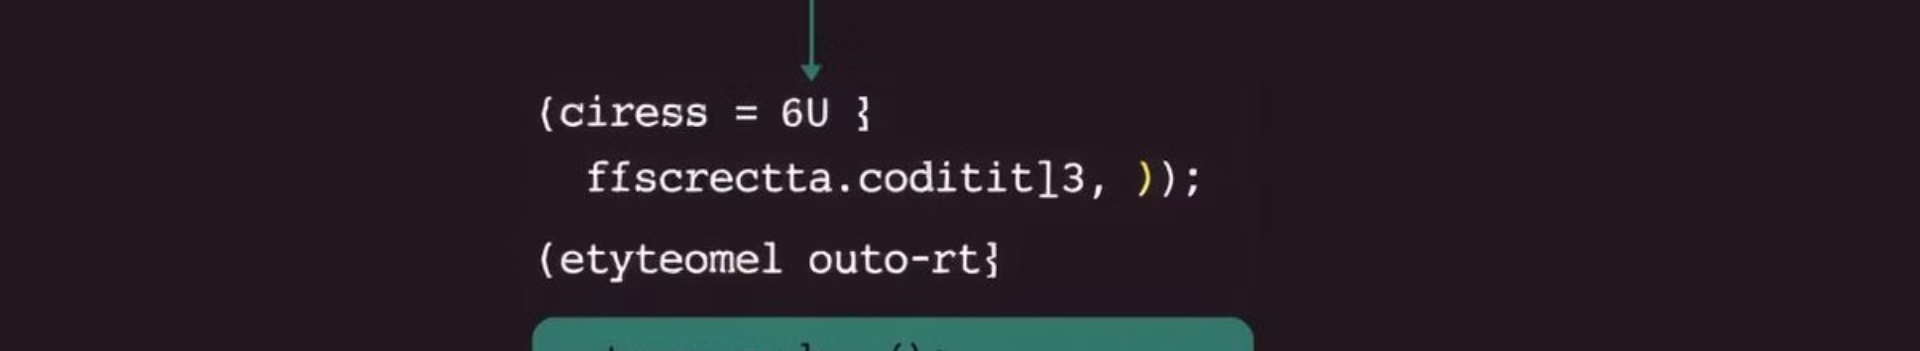 (ciress = 6U }
ffscrectta.coditit]3, ));
(etyteomel outo-rt}